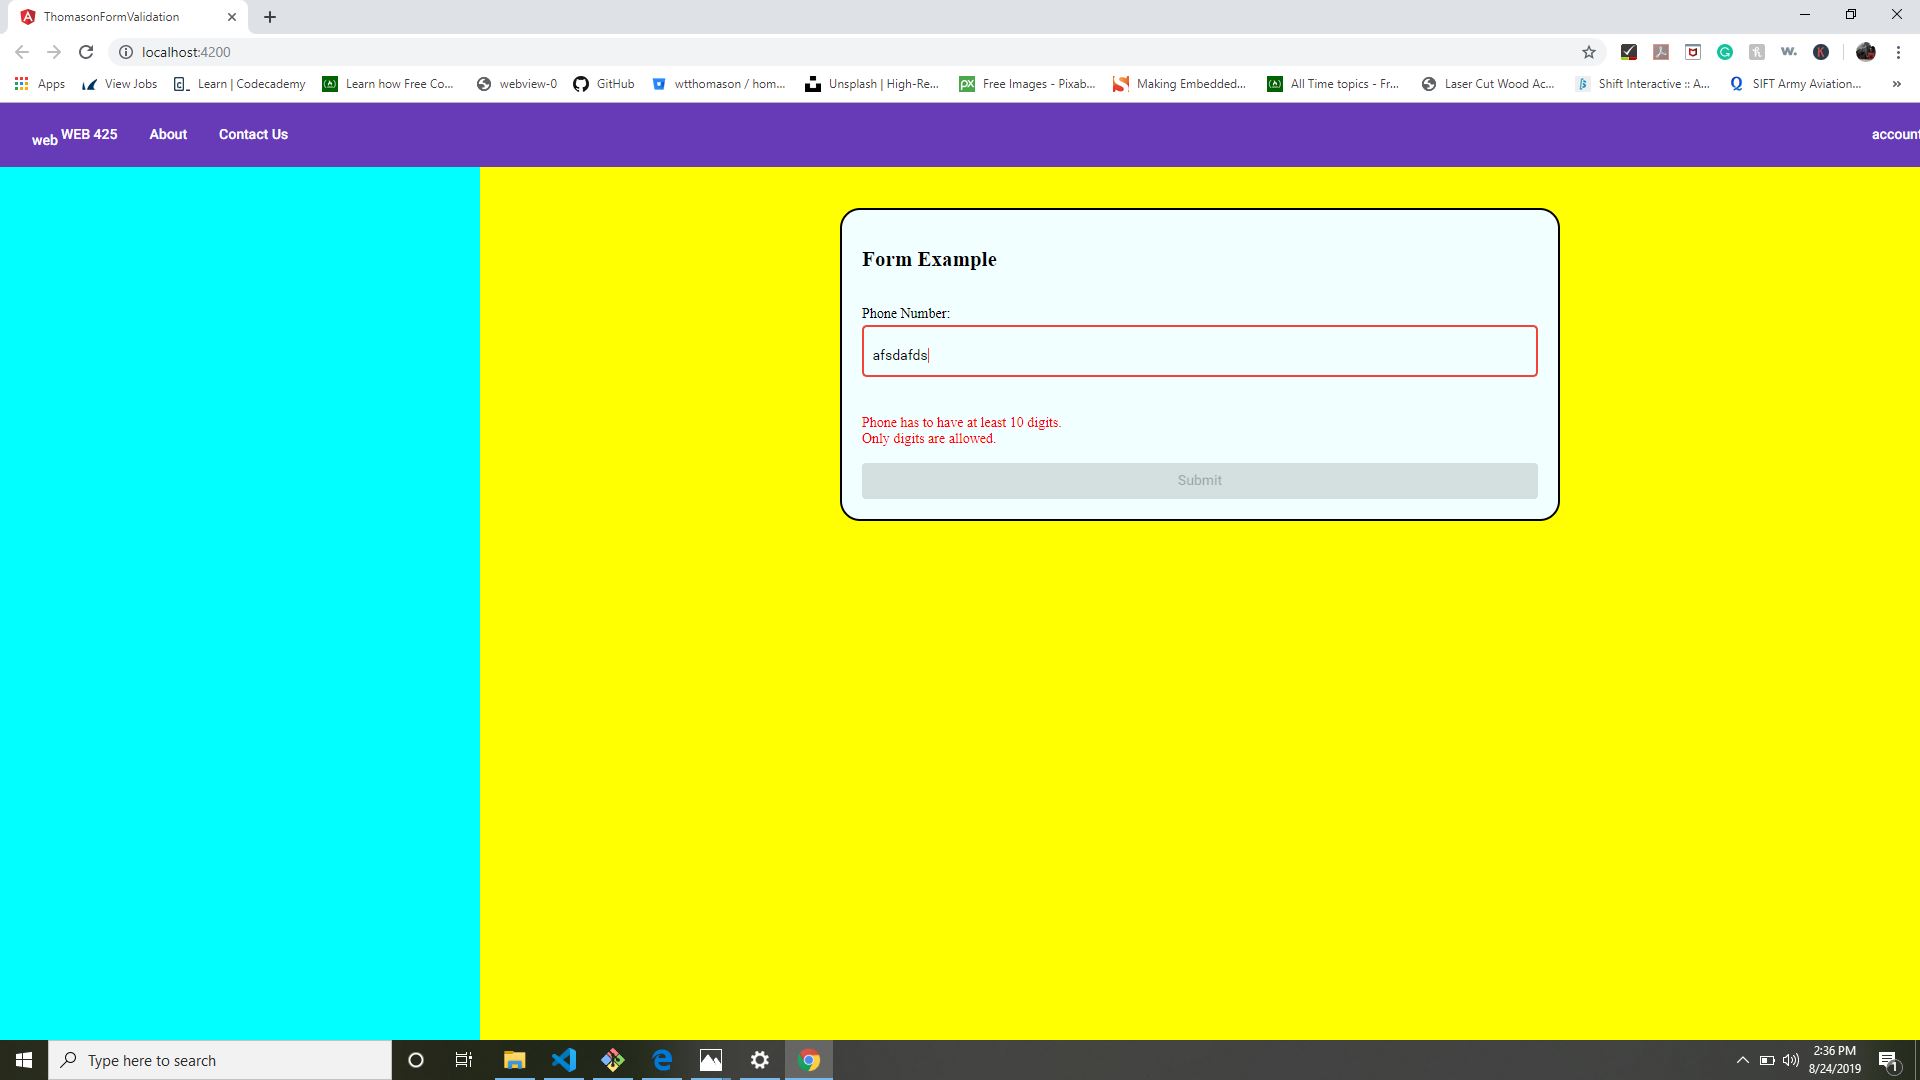 ThomasonFormValidation
localhost:4200
Apps View Jobs Learn | Codecademy Learn how Free Co... webview-0 GitHub wtthomason / hom... Unsplash | High-Re... Free Images - Pixab... Making Embedded... All Time topics - Fr... Laser Cut Wood Ac... Shift Interactive :: A... SIFT Army Aviation... »
web WEB 425 About Contact Us account
Form Example
Phone Number:
afsdafds
Phone has to have at least 10 digits.
Only digits are allowed.
Submit
Type here to search
2:36 PM
8/24/2019
1